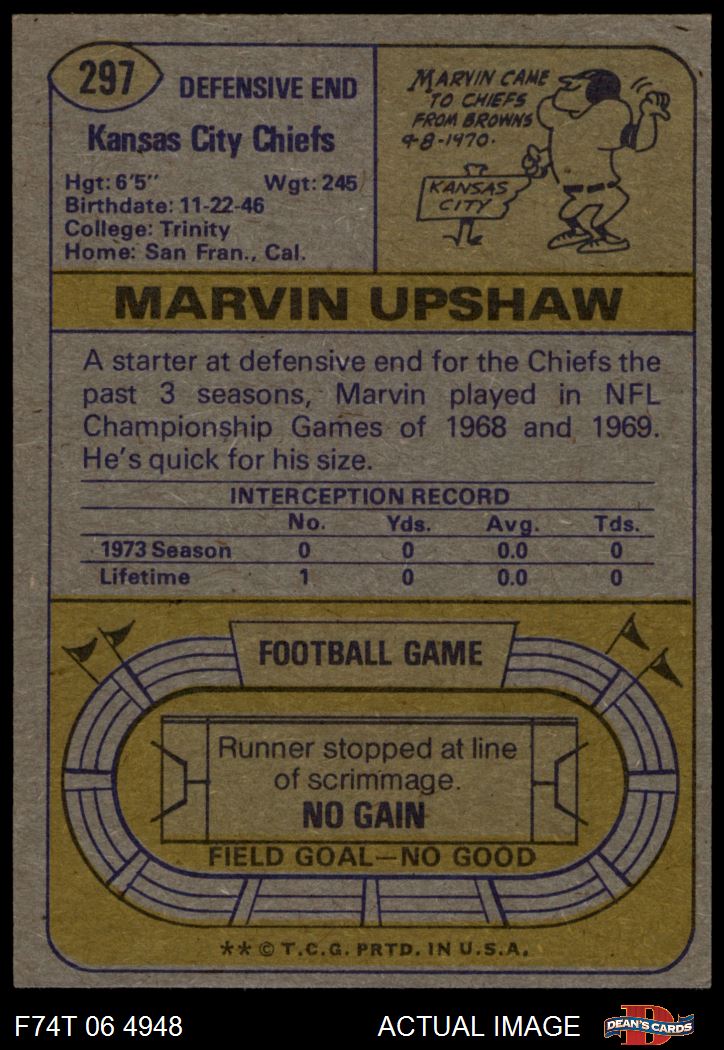 297
DEFENSIVE END
Kansas City Chiefs
Hgt: 6'5" Wgt: 245
Birthdate: 11-22-46
College: Trinity
Home: San Fran., Cal.
MARVIN CAME
TO CHIEFS
FROM BROWNS
9-8-1970.
KANSAS
CITY
MARVIN UPSHAW
A starter at defensive end for the Chiefs the
past 3 seasons, Marvin played in NFL
Championship Games of 1968 and 1969.
He's quick for his size.
INTERCEPTION RECORD
No. Yds. Avg. Tds.
1973 Season 0 0 0.0 0
Lifetime 1 0 0.0 0
FOOTBALL GAME
Runner stopped at line
of scrimmage.
NO GAIN
FIELD GOAL—NO GOOD
** © T.C.G. PRTD. IN U.S.A.
F74T 06 4948 ACTUAL IMAGE
DEAN'S CARDS